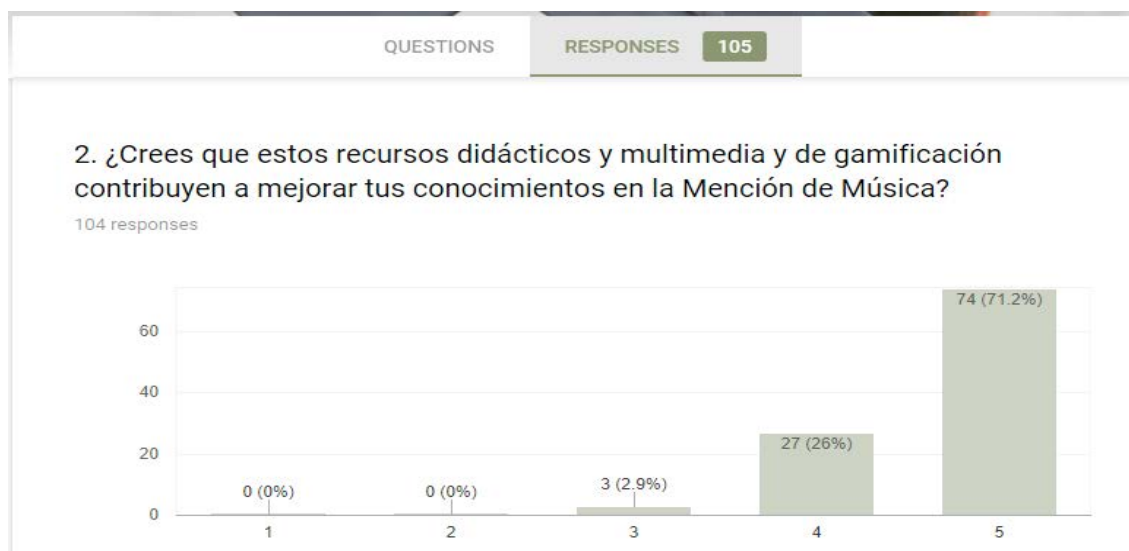 QUESTIONS RESPONSES 105
2. ¿Crees que estos recursos didácticos y multimedia y de gamificación
contribuyen a mejorar tus conocimientos en la Mención de Música?
104 responses
74 (71.2%)
60
40
27 (26%)
20
0 (0%) 0 (0%) 3 (2.9%)
0
1 2 3 4 5